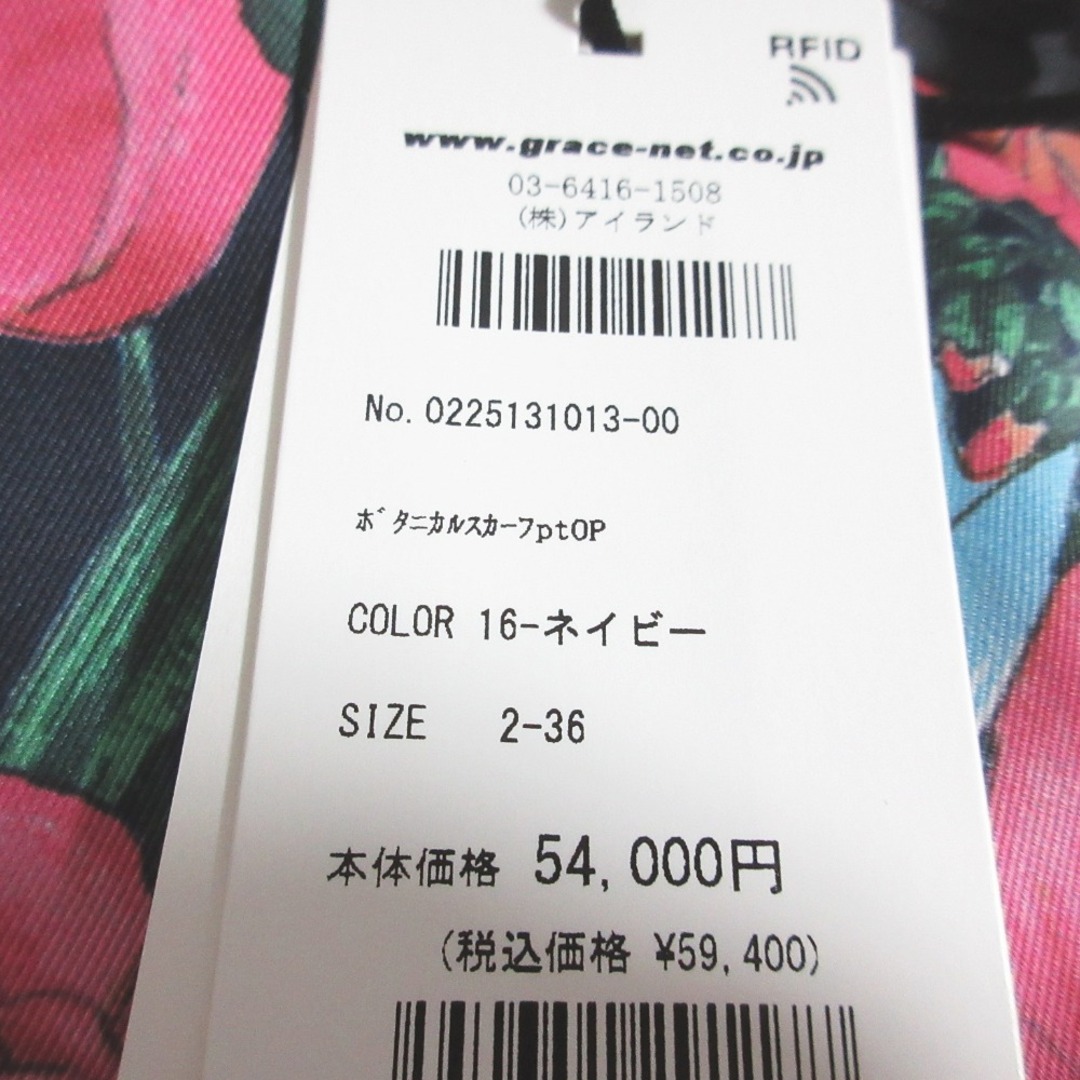 RFID
www.grace-net.co.jp
03-6416-1508
(株)アイランド
No. 0225131013-00
ﾎﾞﾀﾆｶﾙｽｶｰﾌptOP
COLOR 16-ネイビー
SIZE 2-36
本体価格 54,000円
(税込価格 ¥59,400)